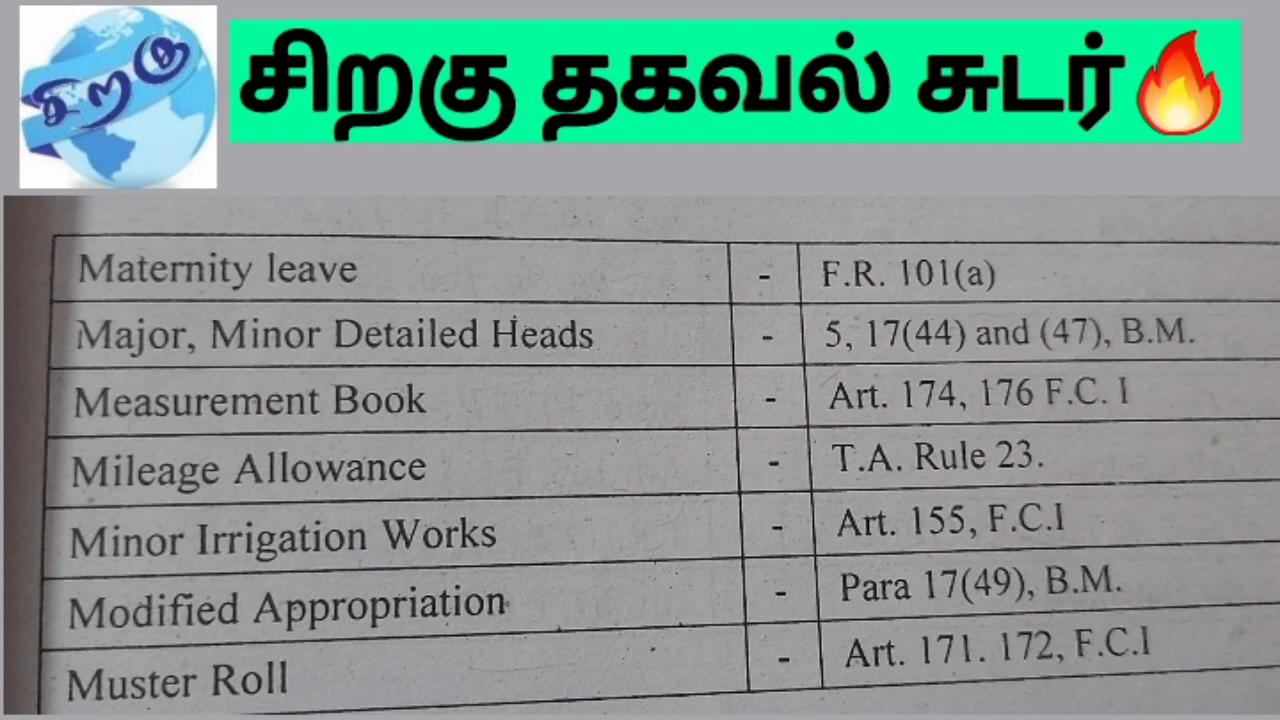 சிறகு
சிறகு தகவல் சுடர்🔥
Maternity leave - F.R. 101(a)
Major, Minor Detailed Heads - 5, 17(44) and (47), B.M.
Measurement Book - Art. 174, 176 F.C. I
Mileage Allowance - T.A. Rule 23.
Minor Irrigation Works - Art. 155, F.C.I
Modified Appropriation - Para 17(49), B.M.
Muster Roll - Art. 171. 172, F.C.I